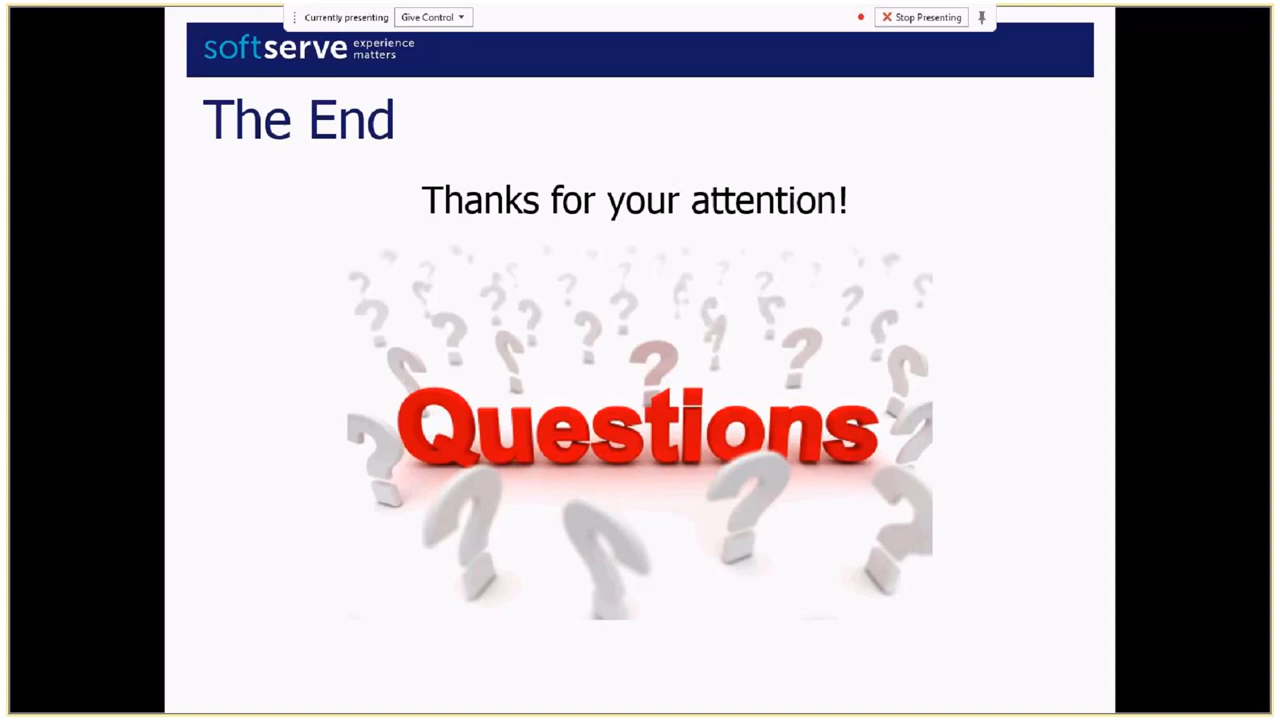 Currently presenting Give Control Stop Presenting
softserve experience
matters
The End
Thanks for your attention!
Questions